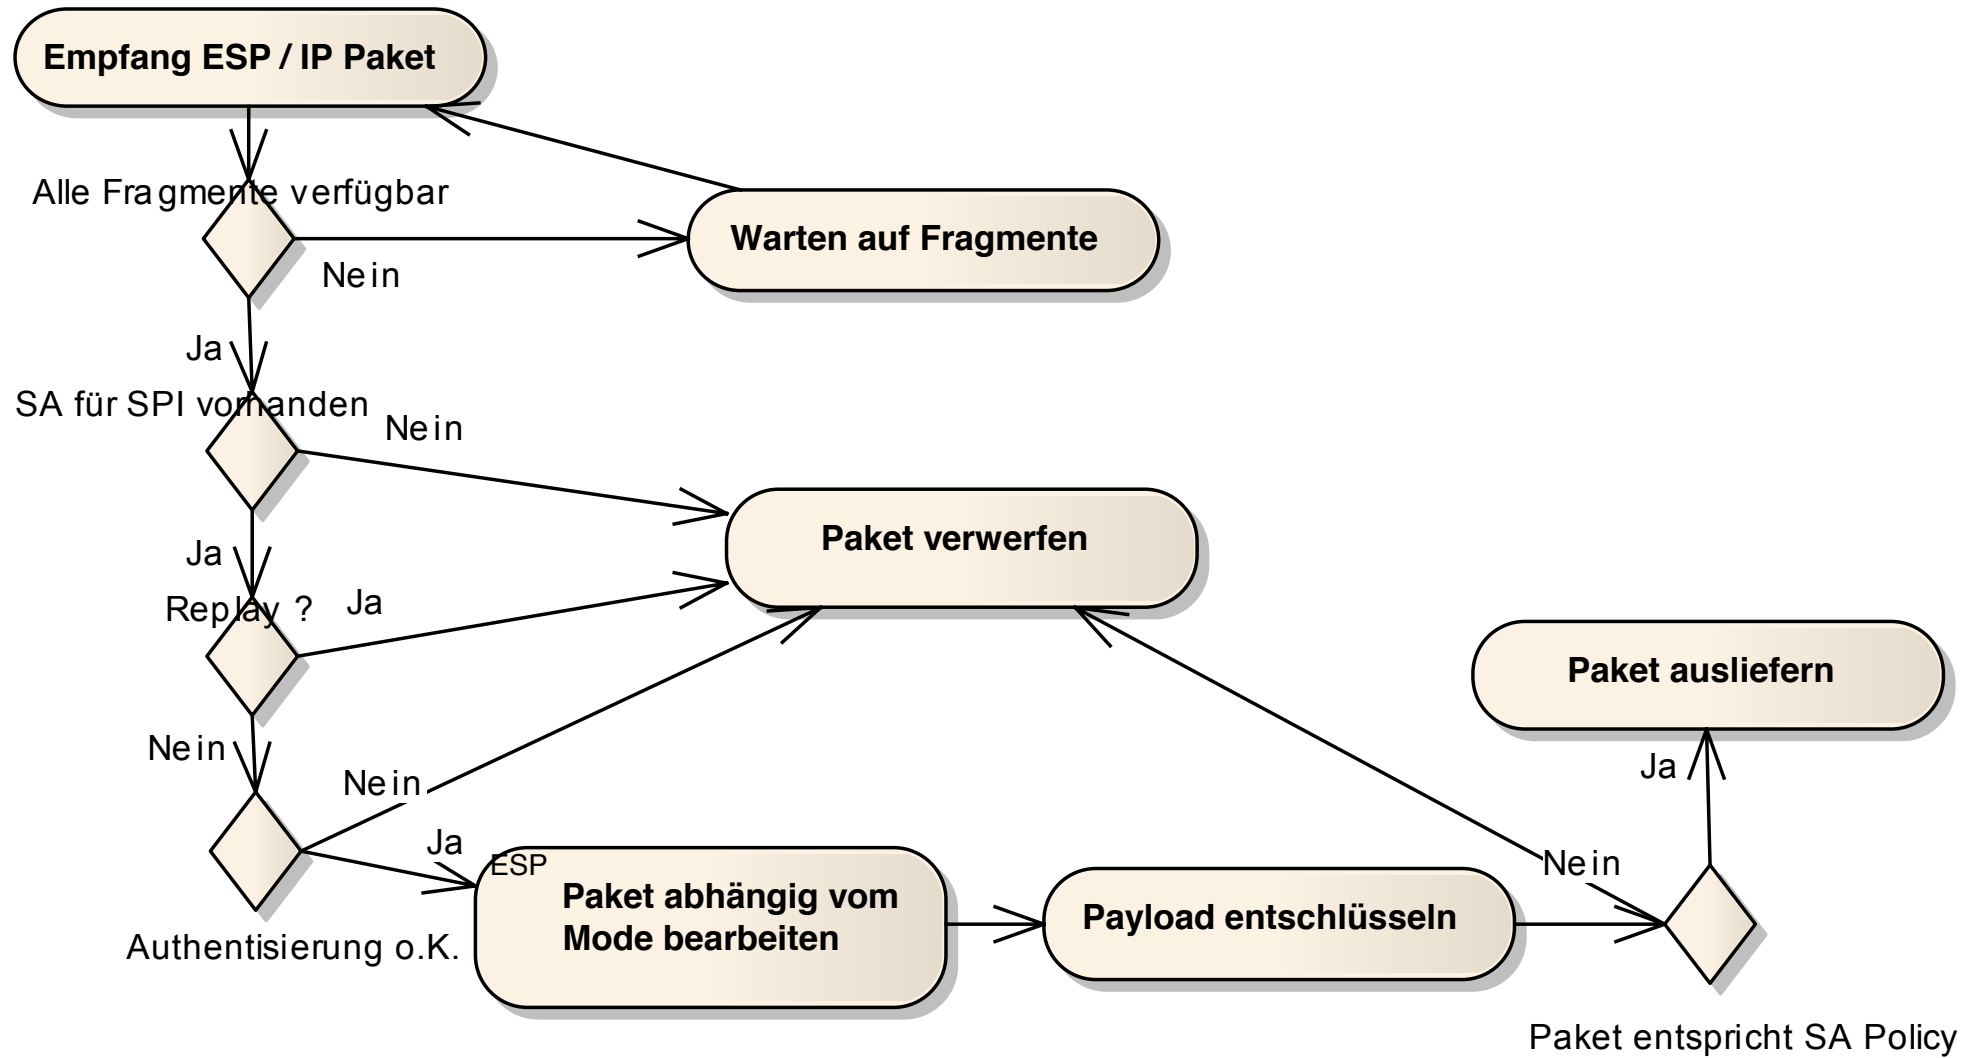 Empfang ESP / IP Paket
Alle Fragmente verfügbar
Warten auf Fragmente
Nein
Ja
SA für SPI vorhanden
Nein
Paket verwerfen
Ja
Replay ?
Ja
Paket ausliefern
Nein
Ja
Nein
Ja
Nein
ESP
Paket abhängig vom
Mode bearbeiten
Payload entschlüsseln
Authentisierung o.K.
Paket entspricht SA Policy